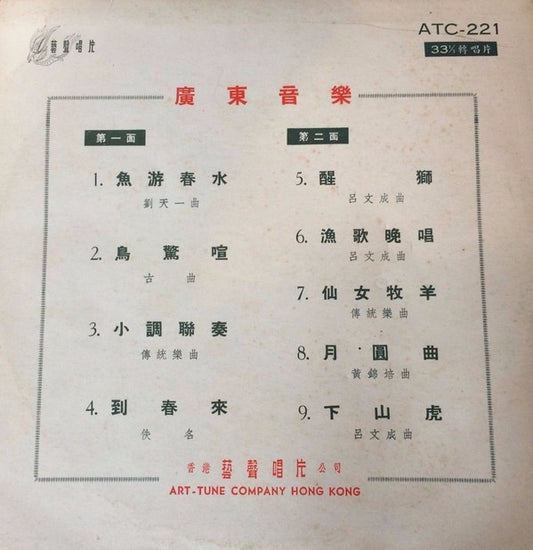 藝聲唱片
ATC-221
33⅓轉唱片
廣東音樂
第一面
1. 魚游春水
劉天一曲
2. 鳥驚喧
古曲
3. 小調聯奏
傳統樂曲
4. 到春來
佚名
第二面
5. 醒獅
呂文成曲
6. 漁歌晚唱
呂文成曲
7. 仙女牧羊
傳統樂曲
8. 月圓曲
黃錦培曲
9. 下山虎
呂文成曲
香港藝聲唱片公司
ART-TUNE COMPANY HONG KONG